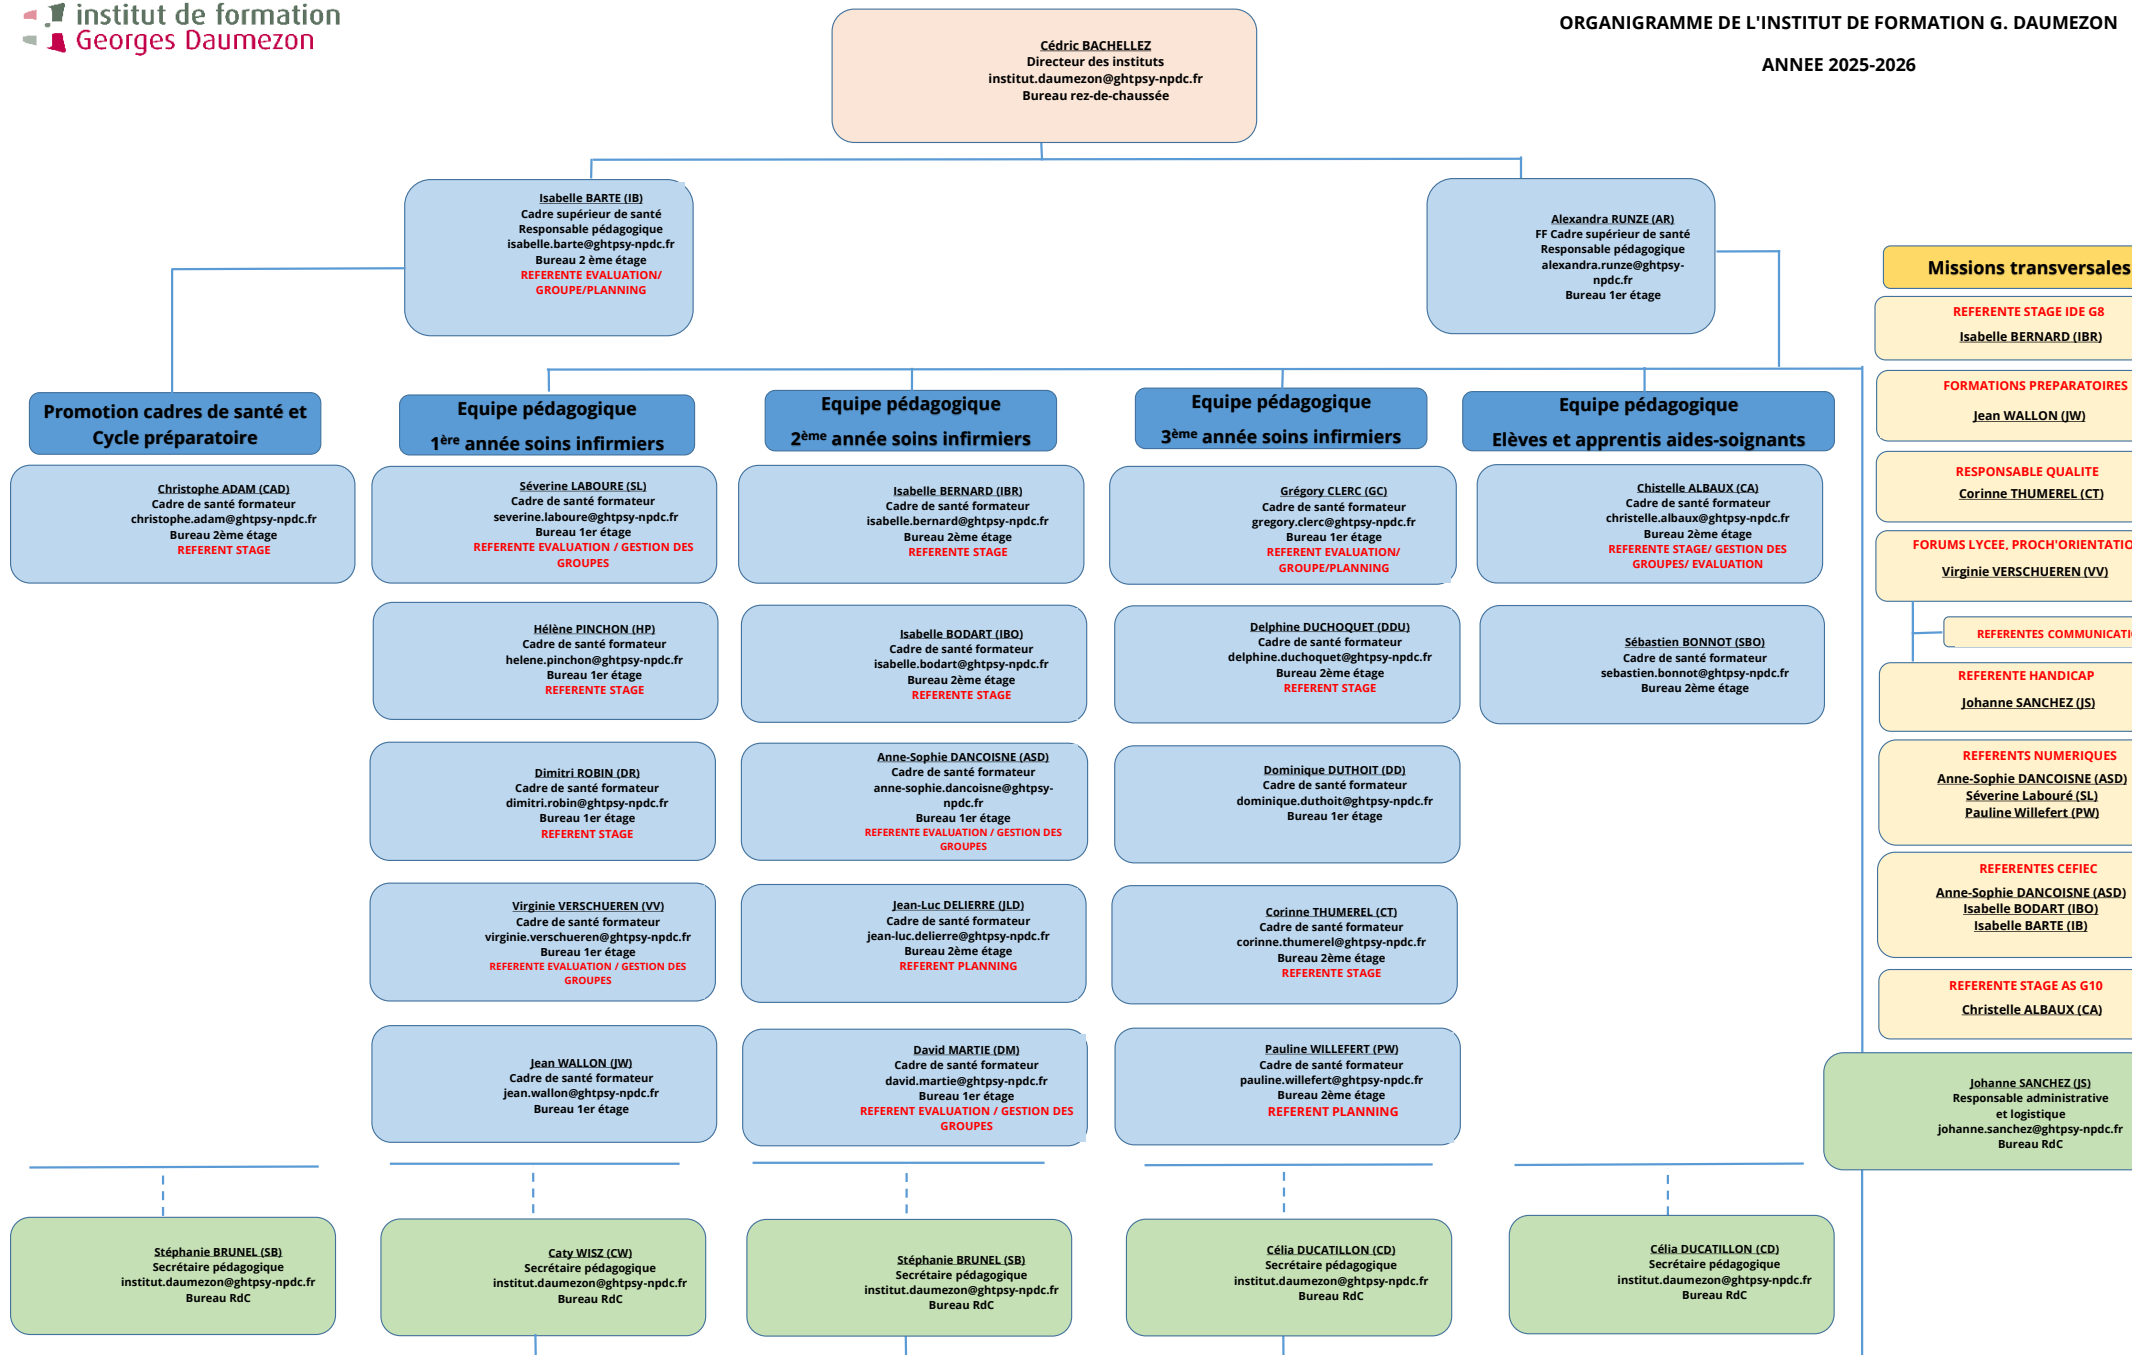 institut de formation
Georges Daumezon
ORGANIGRAMME DE L'INSTITUT DE FORMATION G. DAUMEZON
ANNEE 2025-2026
Cédric BACHELLEZ
Directeur des instituts
institut.daumezon@ghtpsy-npdc.fr
Bureau rez-de-chaussée
Isabelle BARTE (IB)
Cadre supérieur de santé
Responsable pédagogique
isabelle.barte@ghtpsy-npdc.fr
Bureau 2 ème étage
REFERENTE EVALUATION/
GROUPE/PLANNING
Alexandra RUNZE (AR)
FF Cadre supérieur de santé
Responsable pédagogique
alexandra.runze@ghtpsy-
npdc.fr
Bureau 1er étage
Promotion cadres de santé et
Cycle préparatoire
Christophe ADAM (CAD)
Cadre de santé formateur
christophe.adam@ghtpsy-npdc.fr
Bureau 2ème étage
REFERENT STAGE
Stéphanie BRUNEL (SB)
Secrétaire pédagogique
institut.daumezon@ghtpsy-npdc.fr
Bureau RdC
Equipe pédagogique
1ère année soins infirmiers
Séverine LABOURE (SL)
Cadre de santé formateur
severine.laboure@ghtpsy-npdc.fr
Bureau 1er étage
REFERENTE EVALUATION / GESTION DES
GROUPES
Hélène PINCHON (HP)
Cadre de santé formateur
helene.pinchon@ghtpsy-npdc.fr
Bureau 1er étage
REFERENTE STAGE
Dimitri ROBIN (DR)
Cadre de santé formateur
dimitri.robin@ghtpsy-npdc.fr
Bureau 1er étage
REFERENT STAGE
Virginie VERSCHUEREN (VV)
Cadre de santé formateur
virginie.verschueren@ghtpsy-npdc.fr
Bureau 1er étage
REFERENTE EVALUATION / GESTION DES
GROUPES
Jean WALLON (JW)
Cadre de santé formateur
jean.wallon@ghtpsy-npdc.fr
Bureau 1er étage
Caty WISZ (CW)
Secrétaire pédagogique
institut.daumezon@ghtpsy-npdc.fr
Bureau RdC
Equipe pédagogique
2ème année soins infirmiers
Isabelle BERNARD (IBR)
Cadre de santé formateur
isabelle.bernard@ghtpsy-npdc.fr
Bureau 2ème étage
REFERENTE STAGE
Isabelle BODART (IBO)
Cadre de santé formateur
isabelle.bodart@ghtpsy-npdc.fr
Bureau 2ème étage
REFERENTE STAGE
Anne-Sophie DANCOISNE (ASD)
Cadre de santé formateur
anne-sophie.dancoisne@ghtpsy-
npdc.fr
Bureau 1er étage
REFERENTE EVALUATION / GESTION DES
GROUPES
Jean-Luc DELIERRE (JLD)
Cadre de santé formateur
jean-luc.delierre@ghtpsy-npdc.fr
Bureau 2ème étage
REFERENT PLANNING
David MARTIE (DM)
Cadre de santé formateur
david.martie@ghtpsy-npdc.fr
Bureau 1er étage
REFERENT EVALUATION / GESTION DES
GROUPES
Stéphanie BRUNEL (SB)
Secrétaire pédagogique
institut.daumezon@ghtpsy-npdc.fr
Bureau RdC
Equipe pédagogique
3ème année soins infirmiers
Grégory CLERC (GC)
Cadre de santé formateur
gregory.clerc@ghtpsy-npdc.fr
Bureau 1er étage
REFERENT EVALUATION/
GROUPE/PLANNING
Delphine DUCHOQUET (DDU)
Cadre de santé formateur
delphine.duchoquet@ghtpsy-npdc.fr
Bureau 2ème étage
REFERENT STAGE
Dominique DUTHOIT (DD)
Cadre de santé formateur
dominique.duthoit@ghtpsy-npdc.fr
Bureau 1er étage
Corinne THUMEREL (CT)
Cadre de santé formateur
corinne.thumerel@ghtpsy-npdc.fr
Bureau 2ème étage
REFERENTE STAGE
Pauline WILLEFERT (PW)
Cadre de santé formateur
pauline.willefert@ghtpsy-npdc.fr
Bureau 2ème étage
REFERENT PLANNING
Célia DUCATILLON (CD)
Secrétaire pédagogique
institut.daumezon@ghtpsy-npdc.fr
Bureau RdC
Equipe pédagogique
Elèves et apprentis aides-soignants
Chistelle ALBAUX (CA)
Cadre de santé formateur
christelle.albaux@ghtpsy-npdc.fr
Bureau 2ème étage
REFERENTE STAGE/ GESTION DES
GROUPES/ EVALUATION
Sébastien BONNOT (SBO)
Cadre de santé formateur
sebastien.bonnot@ghtpsy-npdc.fr
Bureau 2ème étage
Célia DUCATILLON (CD)
Secrétaire pédagogique
institut.daumezon@ghtpsy-npdc.fr
Bureau RdC
Missions transversales
REFERENTE STAGE IDE G8
Isabelle BERNARD (IBR)
FORMATIONS PREPARATOIRES
Jean WALLON (JW)
RESPONSABLE QUALITE
Corinne THUMEREL (CT)
FORUMS LYCEE, PROCH'ORIENTATIO
Virginie VERSCHUEREN (VV)
REFERENTES COMMUNICATI
REFERENTE HANDICAP
Johanne SANCHEZ (JS)
REFERENTS NUMERIQUES
Anne-Sophie DANCOISNE (ASD)
Séverine Labouré (SL)
Pauline Willefert (PW)
REFERENTES CEFIEC
Anne-Sophie DANCOISNE (ASD)
Isabelle BODART (IBO)
Isabelle BARTE (IB)
REFERENTE STAGE AS G10
Christelle ALBAUX (CA)
Johanne SANCHEZ (JS)
Responsable administrative
et logistique
johanne.sanchez@ghtpsy-npdc.fr
Bureau RdC